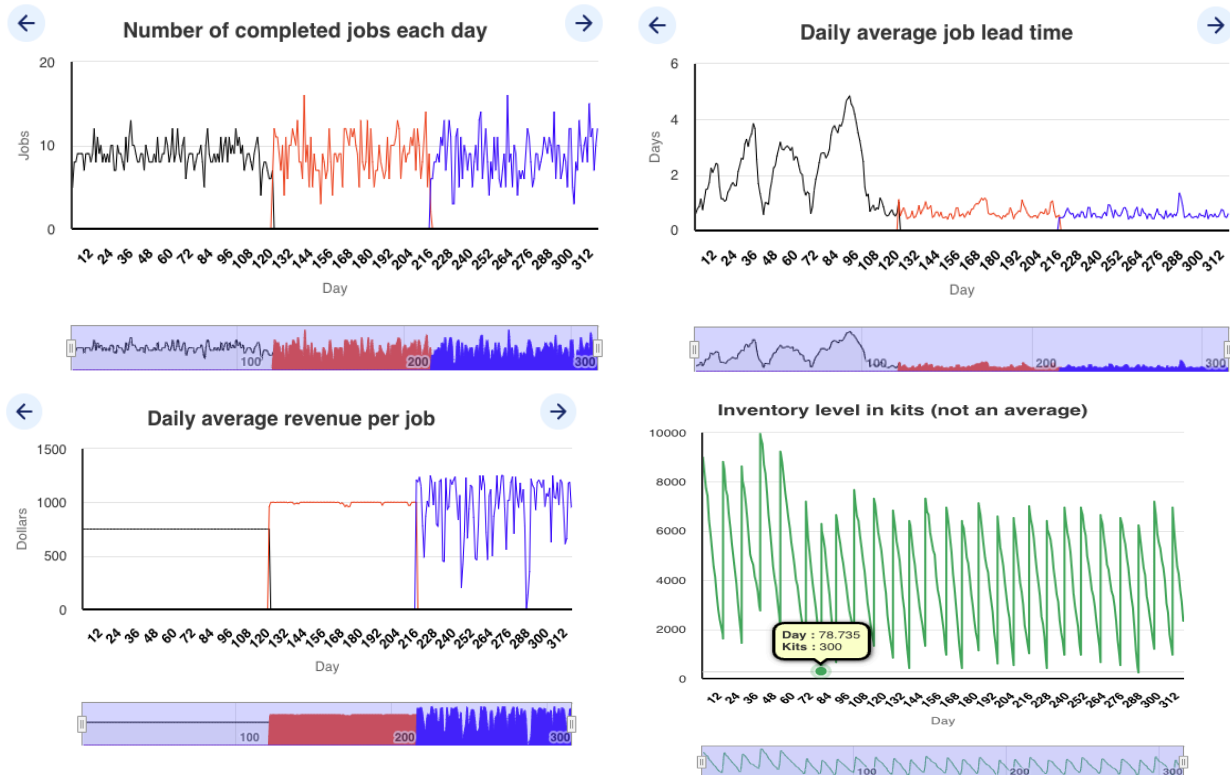 Number of completed jobs each day
20
10
0
Jobs
12 24 36 48 60 72 84 96 108 120 132 144 156 168 180 192 204 216 228 240 252 264 276 288 300 312
Day
100 200 300
Daily average job lead time
6
4
2
0
Days
12 24 36 48 60 72 84 96 108 120 132 144 156 168 180 192 204 216 228 240 252 264 276 288 300 312
Day
100 200 300
Daily average revenue per job
1500
1000
500
0
Dollars
12 24 36 48 60 72 84 96 108 120 132 144 156 168 180 192 204 216 228 240 252 264 276 288 300 312
Day
100 200 300
Inventory level in kits (not an average)
10000
8000
6000
4000
2000
0
Day : 78.735
Kits : 300
12 24 36 48 60 72 84 96 108 120 132 144 156 168 180 192 204 216 228 240 252 264 276 288 300 312
Day
100 200 300